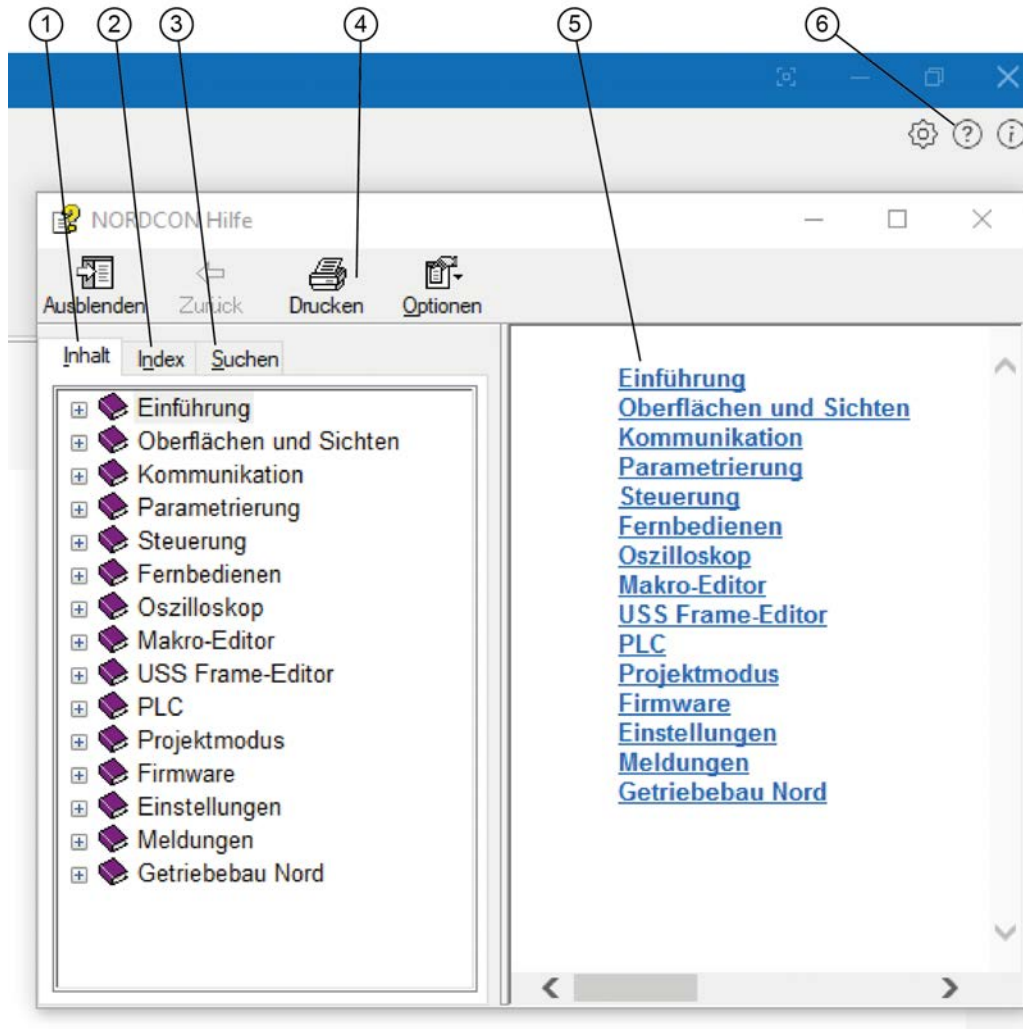 1 2 3 4 5 6
NORDCON Hilfe
Ausblenden Zurück Drucken Optionen
Inhalt Index Suchen
Einführung
Oberflächen und Sichten
Kommunikation
Parametrierung
Steuerung
Fernbedienen
Oszilloskop
Makro-Editor
USS Frame-Editor
PLC
Projektmodus
Firmware
Einstellungen
Meldungen
Getriebebau Nord
Einführung
Oberflächen und Sichten
Kommunikation
Parametrierung
Steuerung
Fernbedienen
Oszilloskop
Makro-Editor
USS Frame-Editor
PLC
Projektmodus
Firmware
Einstellungen
Meldungen
Getriebebau Nord